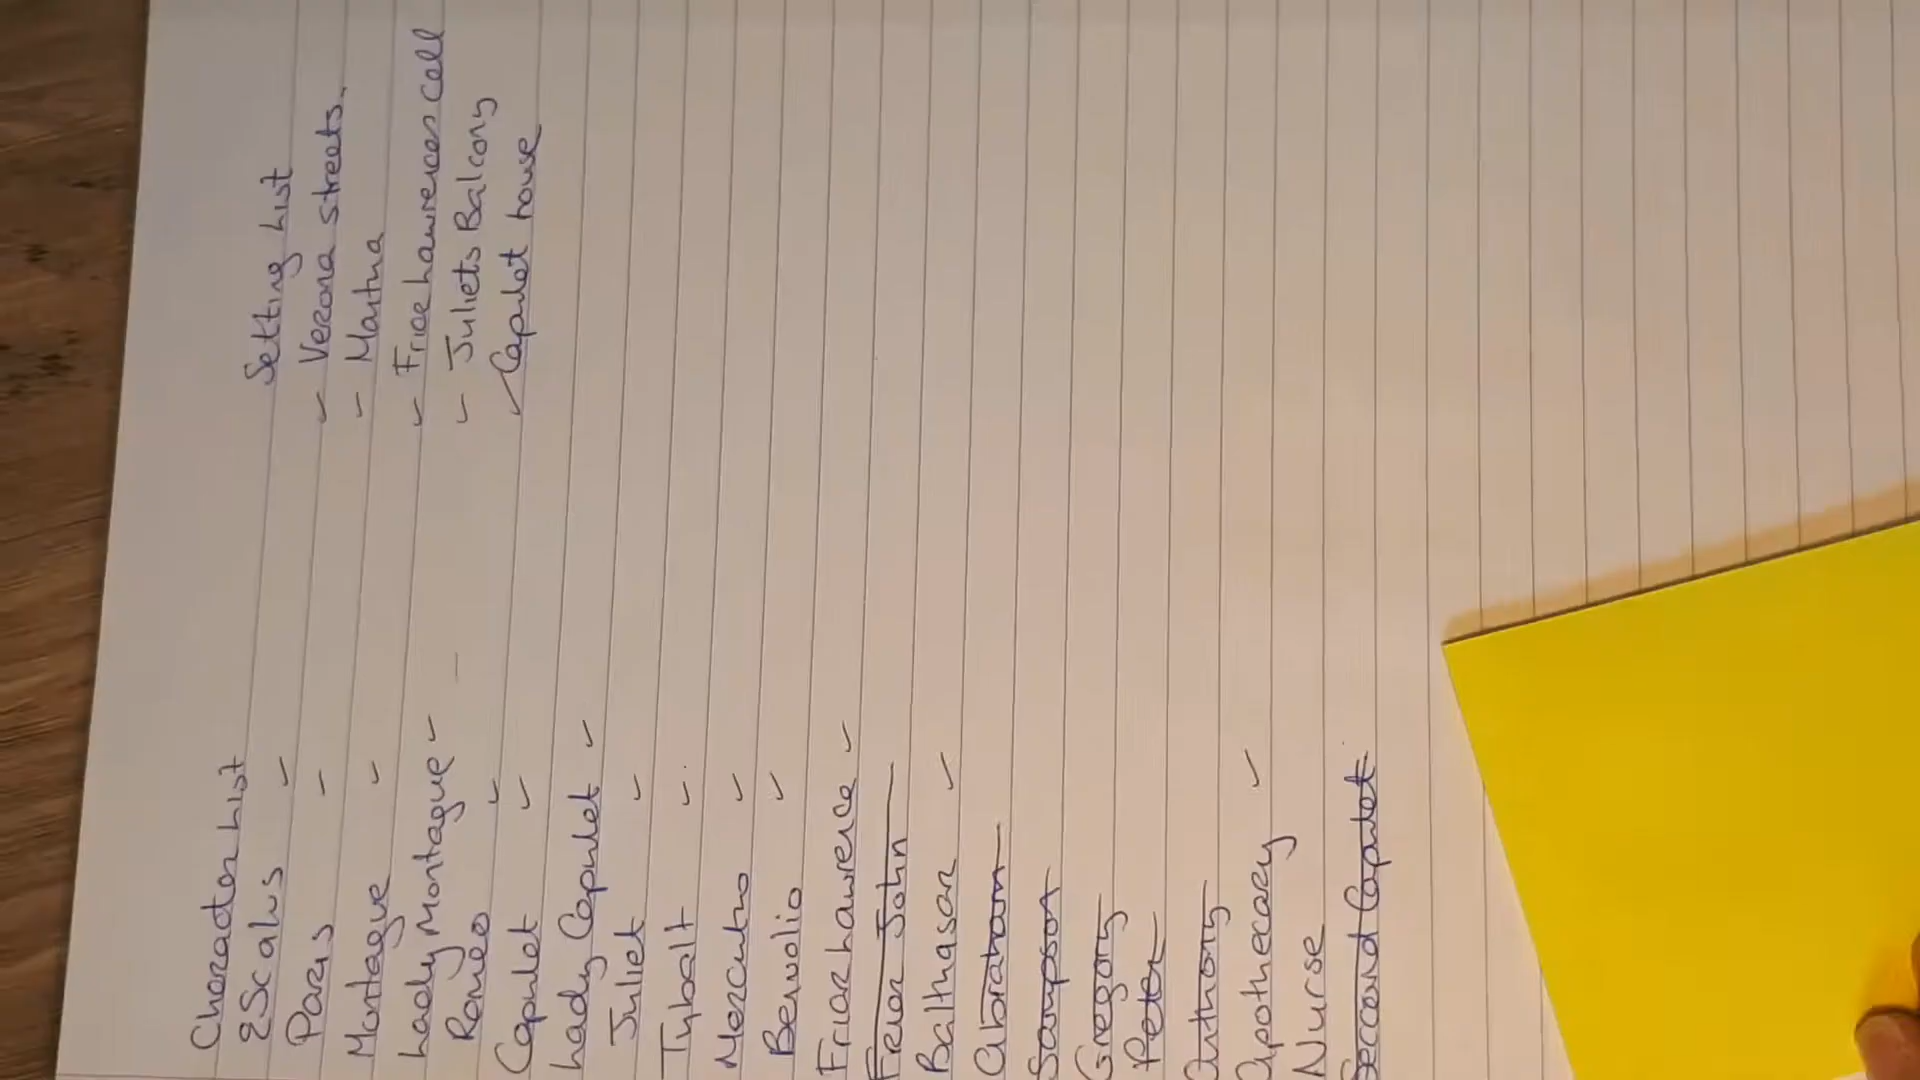 Character List
Escalus
Paris
Montague
Lady Montague
Romeo
Capulet
Lady Capulet
Juliet
Tybalt
Mercutio
Benvolio
Friar Lawrence
Friar John
Balthasar
Abraham
Sampson
Gregory
Peter
Anthony
Apothecary
Nurse
Second Capulet
Setting List
- Verona streets.
- Mantua
- Friar Lawrences Cell
- Juliets Balcony
Capulet house